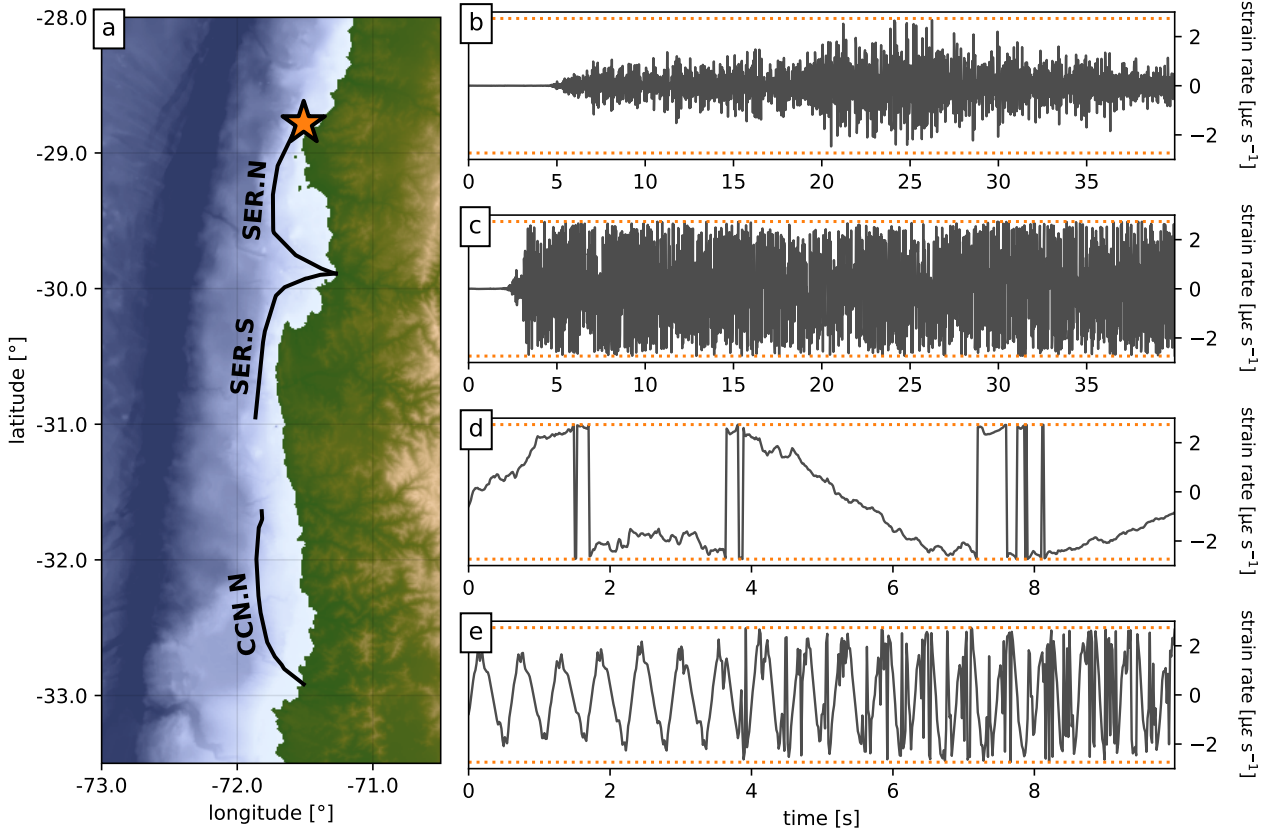 a
-28.0
-29.0
-30.0
-31.0
-32.0
-33.0
latitude [°]
SER.N
SER.S
CCN.N
-73.0 -72.0 -71.0
longitude [°]
b
2
0
−2
strain rate [µε s⁻¹]
0 5 10 15 20 25 30 35
c
2
0
−2
strain rate [µε s⁻¹]
0 5 10 15 20 25 30 35
d
2
0
−2
strain rate [µε s⁻¹]
0 2 4 6 8
e
2
0
−2
strain rate [µε s⁻¹]
0 2 4 6 8
time [s]